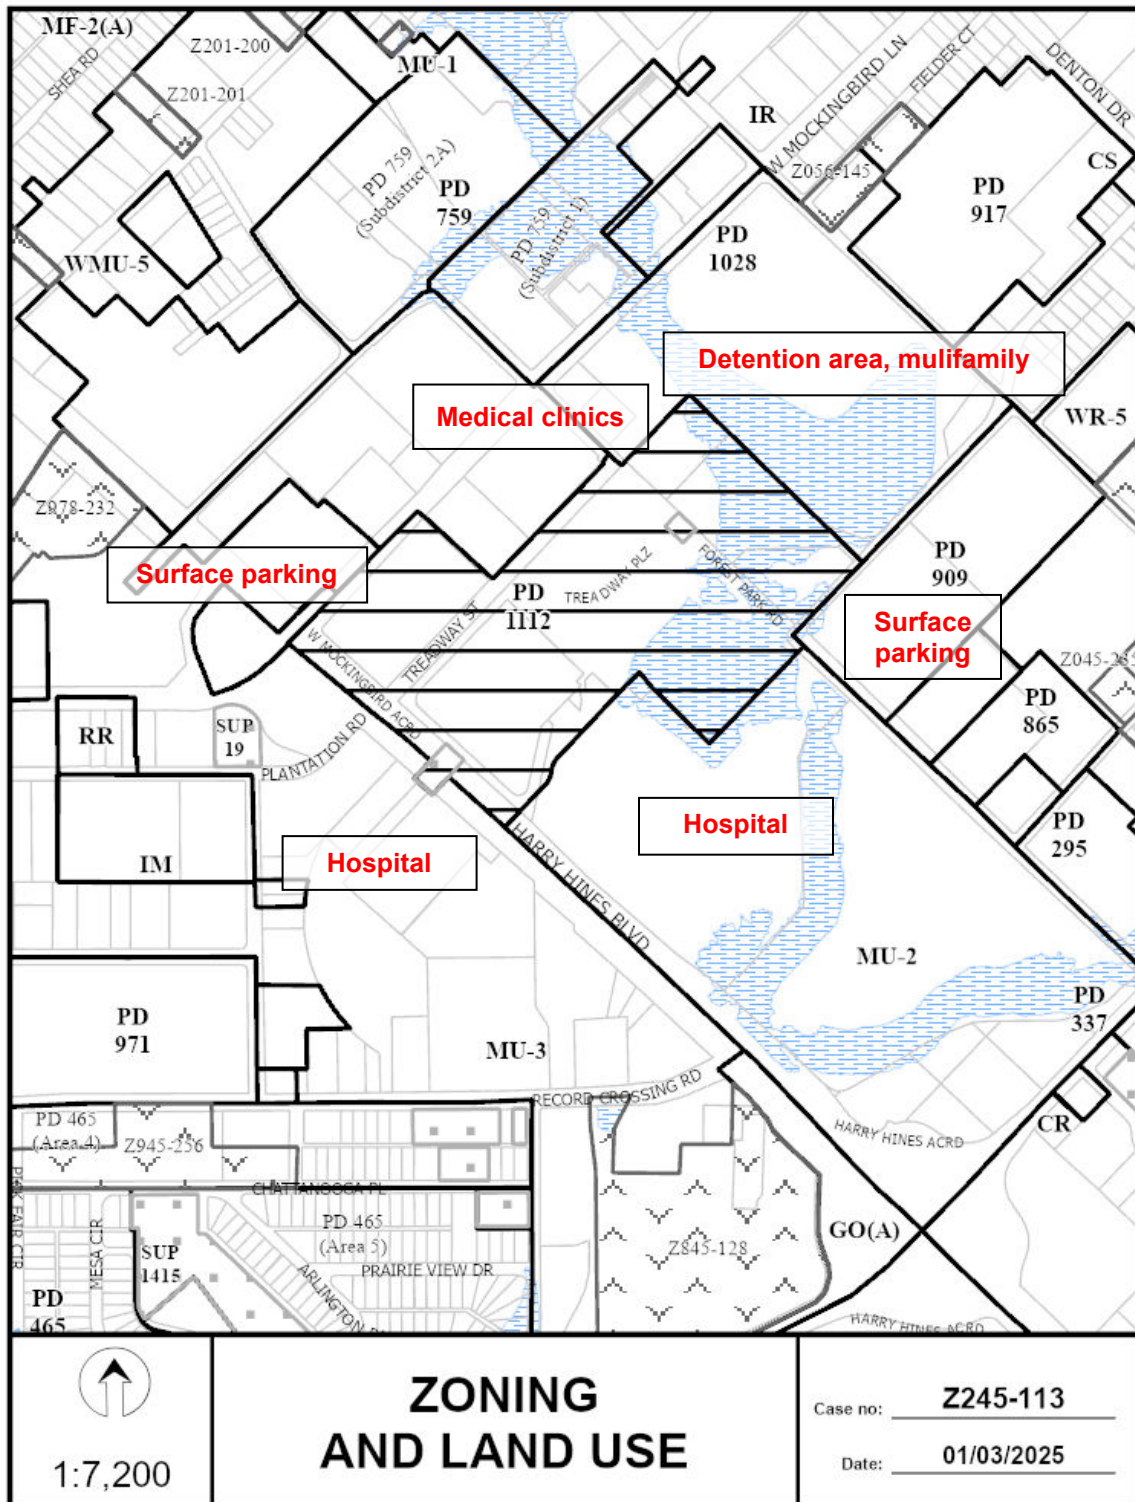 MF-2(A)
Z201-200
SHEA RD
Z201-201
MU-1
W MOCKINGBIRD LN
FIELDER CT
DENTON DR
IR
Z056-145
CS
PD
917
PD 759
(Subdistrict 2A)
PD
759
PD 759
(Subdistrict 1)
PD
1028
WMU-5
Detention area, mulifamily
Medical clinics
WR-5
Z978-232
Surface parking
PD
909
TREADWAY PLZ
FOREST PARK RD
PD
1112
TREADWAY ST
W MOCKINGBIRD ACRD
Surface
parking
Z045-235
PD
865
RR
SUP
19
PLANTATION RD
PD
295
Hospital
IM
Hospital
HARRY HINES BLVD
MU-2
PD
337
PD
971
MU-3
RECORD CROSSING RD
HARRY HINES ACRD
CR
PD 465
(Area 4)
Z945-256
CHATTANOOGA PL
PD 465
(Area 5)
MESA CIR
SUP
1415
ARLINGTON
PRAIRIE VIEW DR
Z845-128
GO(A)
PD
465
HARRY HINES ACRD
1:7,200
ZONING
AND LAND USE
Case no: Z245-113
Date: 01/03/2025